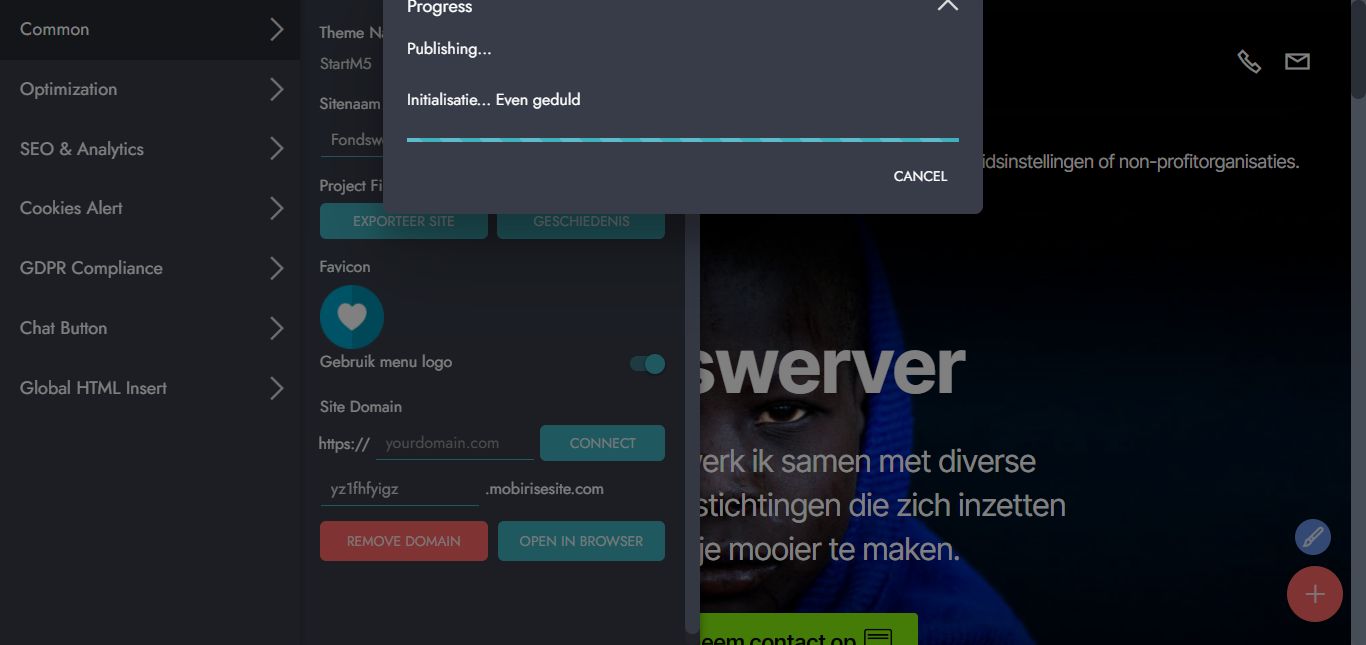 Common
Optimization
SEO & Analytics
Cookies Alert
GDPR Compliance
Chat Button
Global HTML Insert
Theme
StartM5
Sitenaam
Project
EXPORTEER SITE
GESCHIEDENIS
Favicon
Gebruik menu logo
Site Domain
https://
yourdomain.com
CONNECT
yz1fhfyigz
.mobirisesite.com
REMOVE DOMAIN
OPEN IN BROWSER
Progress
Publishing...
Initialisatie... Even geduld
CANCEL
idsinstellingen of non-profitorganisaties.
swerver
erk ik samen met diverse
stichtingen die zich inzetten
je mooier te maken.
eem contact op